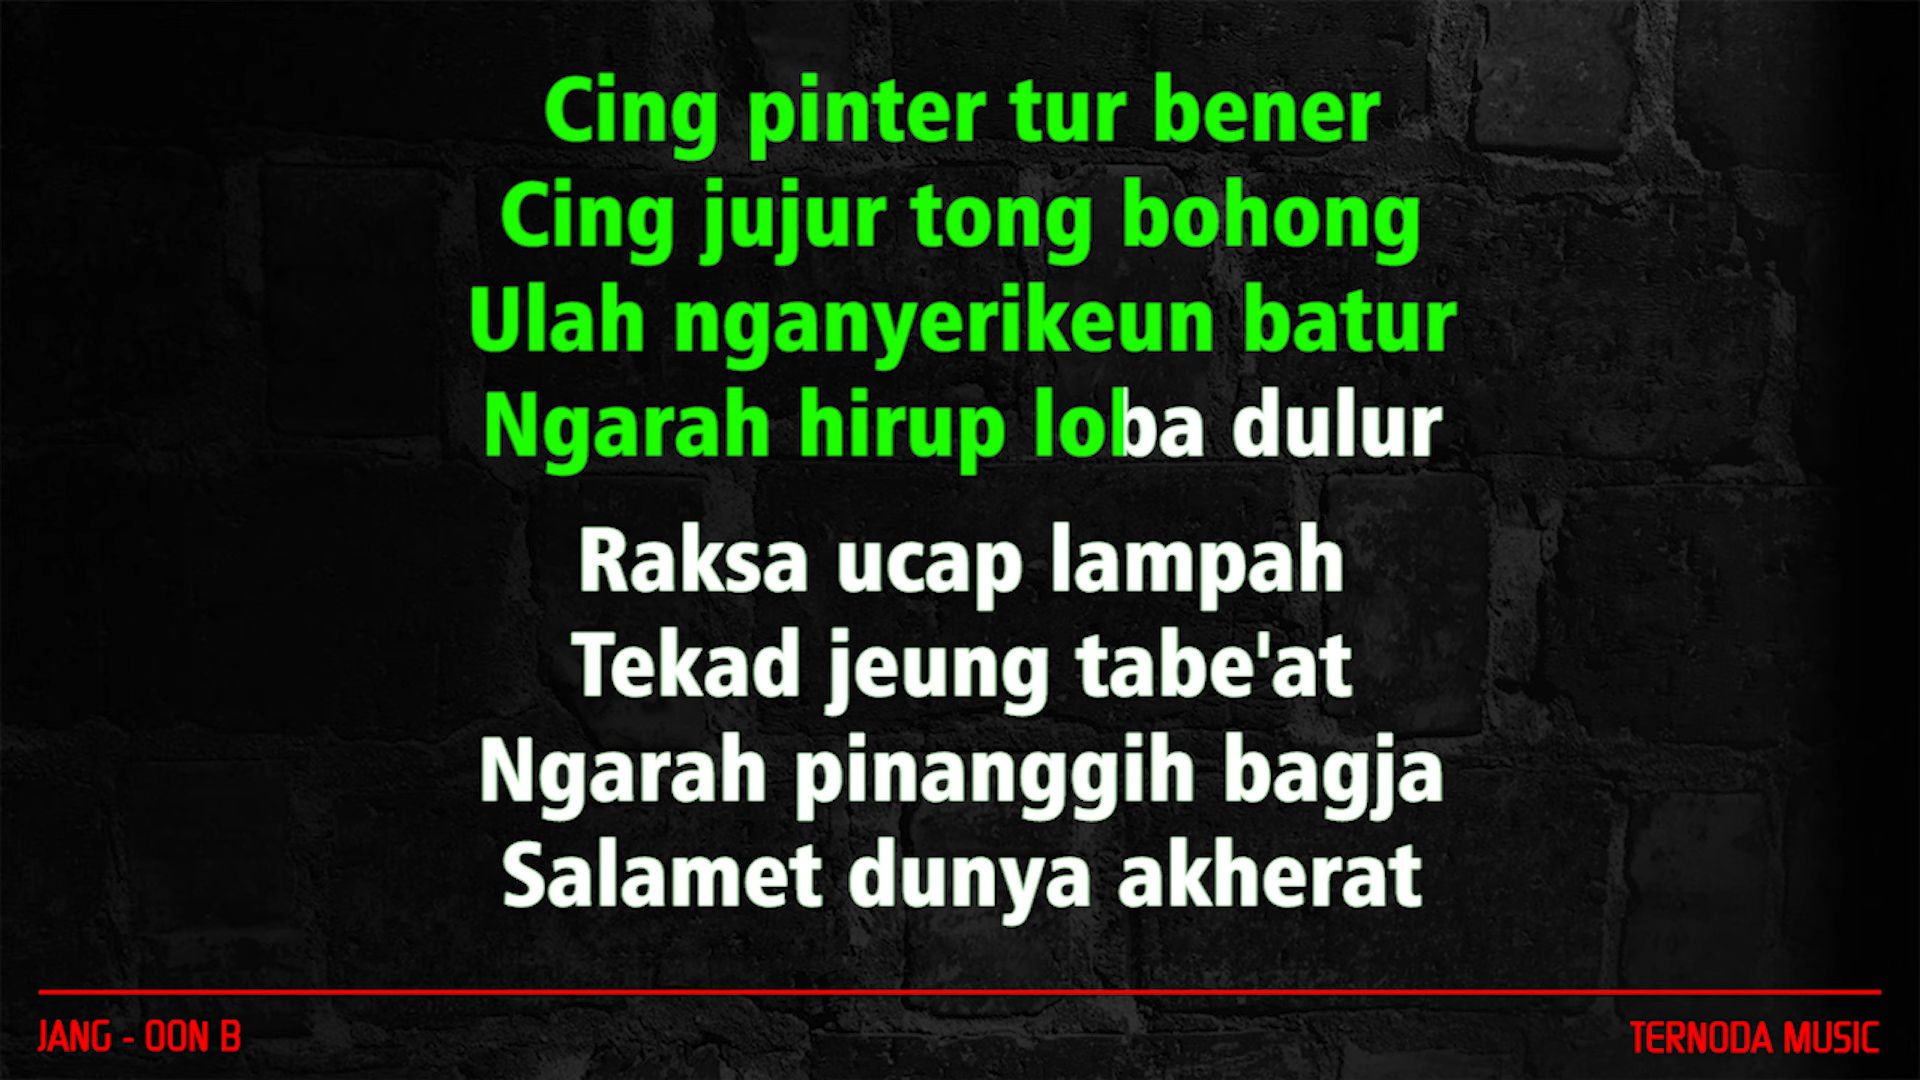 Cing pinter tur bener
Cing jujur tong bohong
Ulah nganyerikeun batur
Ngarah hirup loba dulur
Raksa ucap lampah
Tekad jeung tabe'at
Ngarah pinanggih bagja
Salamet dunya akherat
JANG - OON B
TERNODA MUSIC